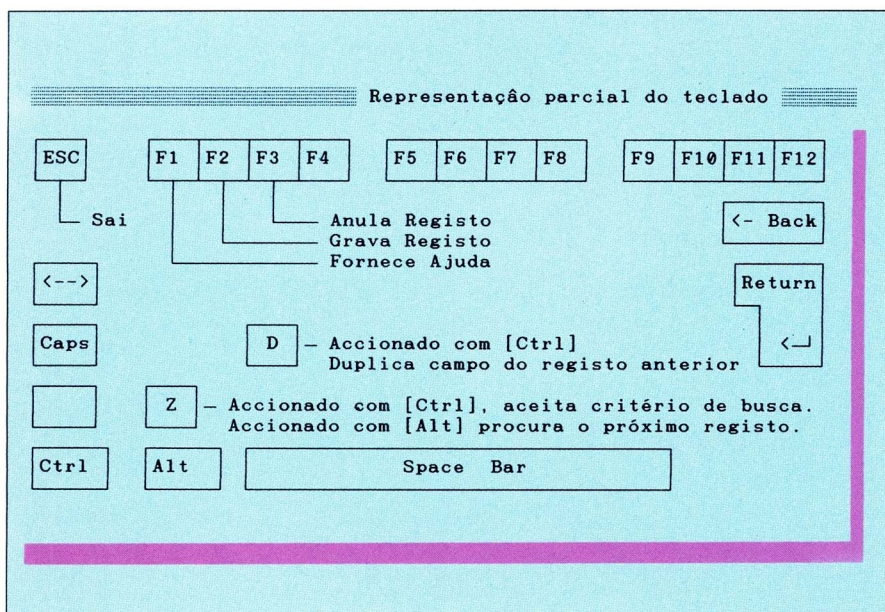 Representação parcial do teclado
ESC F1 F2 F3 F4 F5 F6 F7 F8 F9 F10 F11 F12
Sai
Anula Registo
<- Back
Grava Registo
Fornece Ajuda
<-->
Return
Caps
D – Accionado com [Ctrl]
Duplica campo do registo anterior
Z – Accionado com [Ctrl], aceita critério de busca.
Accionado com [Alt] procura o próximo registo.
Ctrl Alt Space Bar